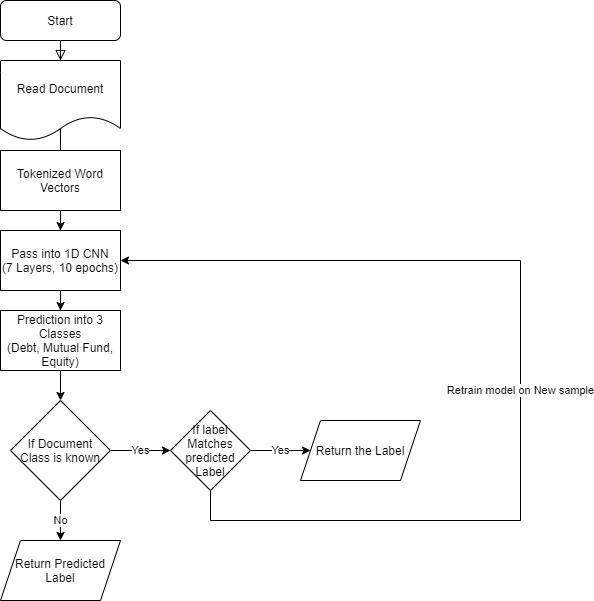 Start
Read Document
Tokenized Word
Vectors
Pass into 1D CNN
(7 Layers, 10 epochs)
Prediction into 3
Classes
(Debt, Mutual Fund,
Equity)
Retrain model on New sample
If Document
Class is known
Yes
If label
Matches
predicted
Label
Yes
Return the Label
No
Return Predicted
Label